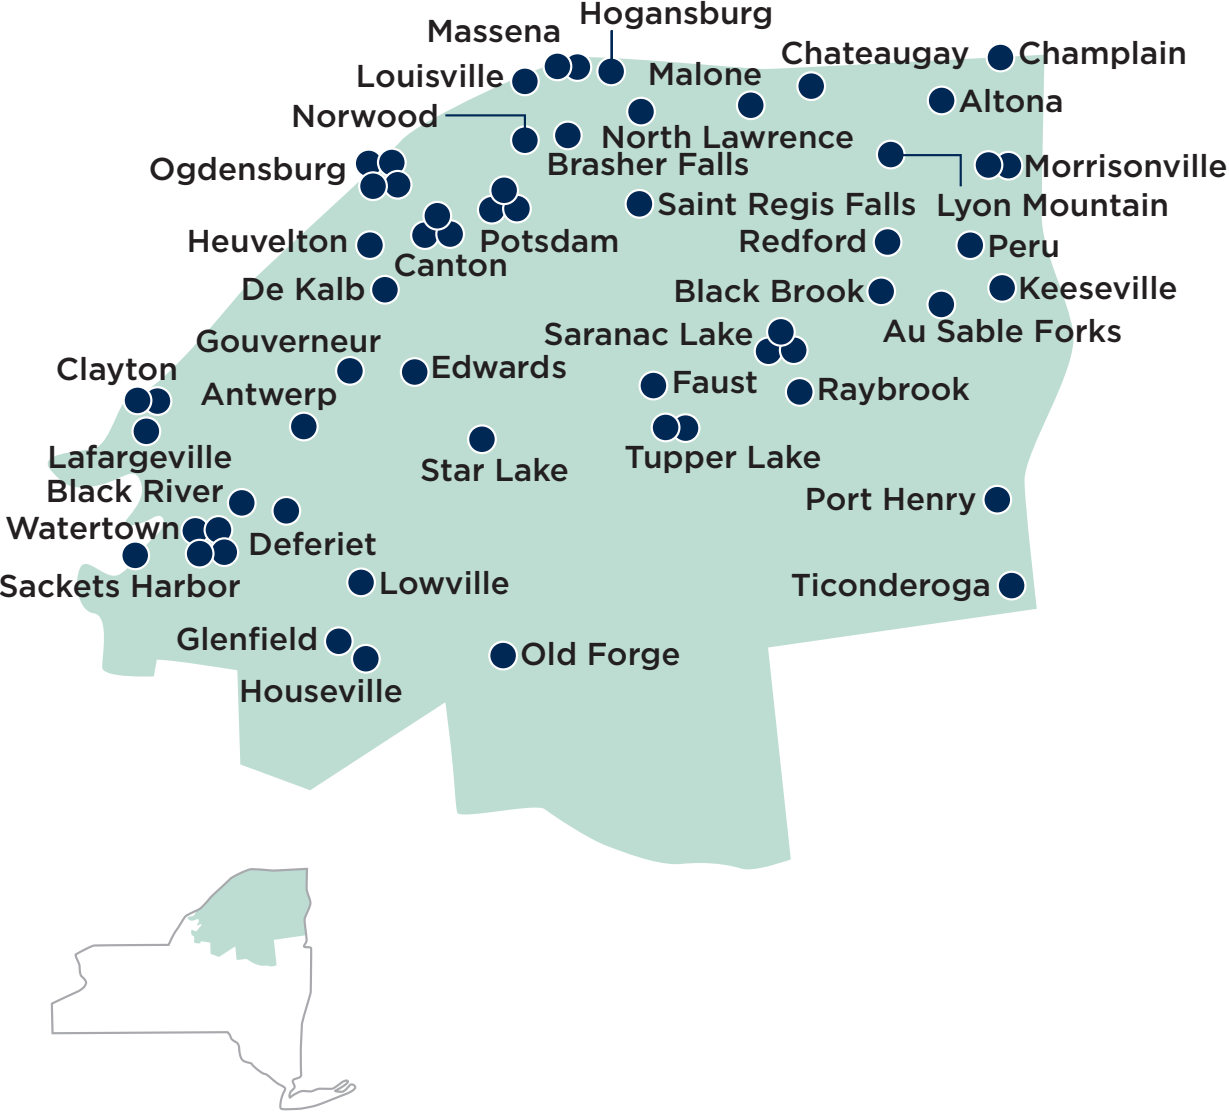 Hogansburg
Massena
Chateaugay
Champlain
Louisville
Malone
Altona
Norwood
North Lawrence
Brasher Falls
Ogdensburg
Morrisonville
Saint Regis Falls
Lyon Mountain
Heuvelton
Potsdam
Redford
Peru
Canton
De Kalb
Black Brook
Keeseville
Gouverneur
Saranac Lake
Au Sable Forks
Clayton
Edwards
Antwerp
Faust
Raybrook
Lafargeville
Star Lake
Tupper Lake
Black River
Port Henry
Watertown
Deferiet
Sackets Harbor
Lowville
Ticonderoga
Glenfield
Old Forge
Houseville